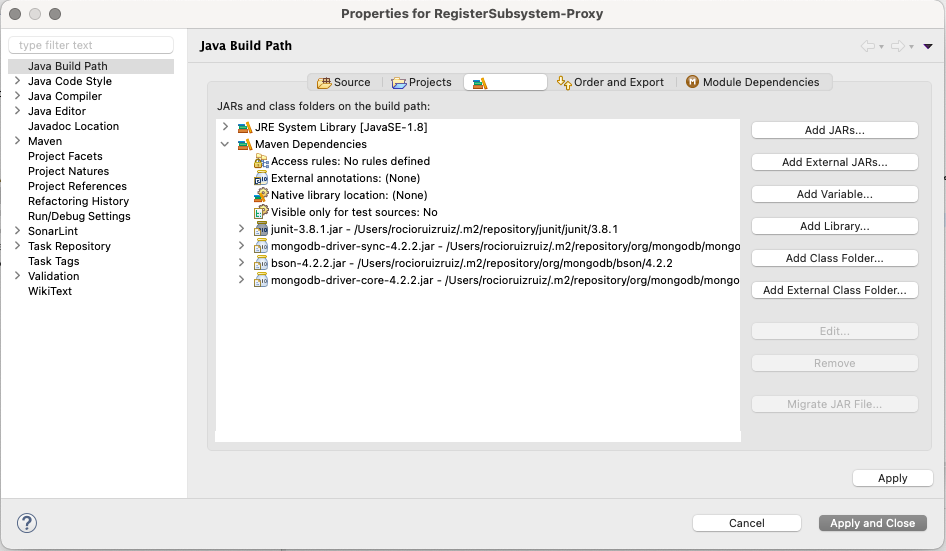 Properties for RegisterSubsystem-Proxy
type filter text
Java Build Path
Java Code Style
Java Compiler
Java Editor
Javadoc Location
Maven
Project Facets
Project Natures
Project References
Refactoring History
Run/Debug Settings
SonarLint
Task Repository
Task Tags
Validation
WikiText
Java Build Path
Source
Projects
Order and Export
Module Dependencies
JARs and class folders on the build path:
JRE System Library [JavaSE-1.8]
Maven Dependencies
Access rules: No rules defined
External annotations: (None)
Native library location: (None)
Visible only for test sources: No
junit-3.8.1.jar - /Users/rocioruizruiz/.m2/repository/junit/junit/3.8.1
mongodb-driver-sync-4.2.2.jar - /Users/rocioruizruiz/.m2/repository/org/mongodb/mongo
bson-4.2.2.jar - /Users/rocioruizruiz/.m2/repository/org/mongodb/bson/4.2.2
mongodb-driver-core-4.2.2.jar - /Users/rocioruizruiz/.m2/repository/org/mongodb/mongo
Add JARs...
Add External JARs...
Add Variable...
Add Library...
Add Class Folder...
Add External Class Folder...
Edit...
Remove
Migrate JAR File...
Apply
?
Cancel
Apply and Close